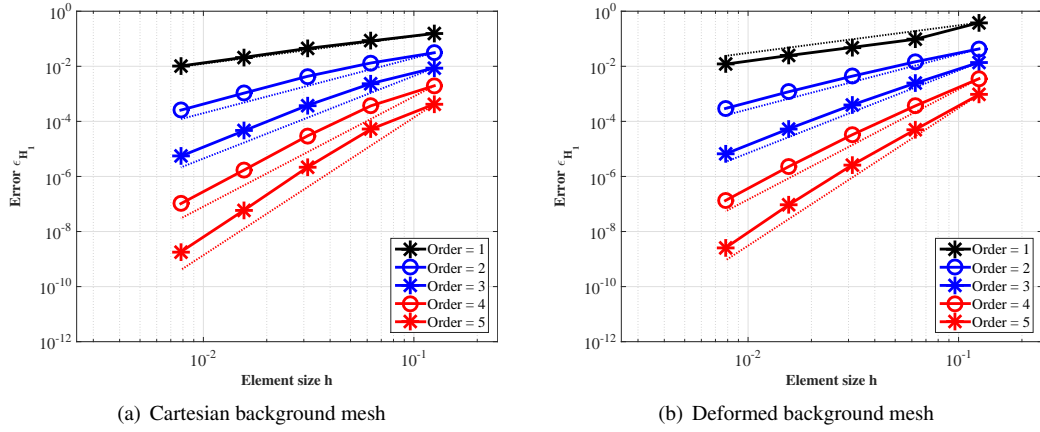 10^0
10^-2
10^-4
10^-6
10^-8
10^-10
10^-12
Error ϵ_H_1
Order = 1
Order = 2
Order = 3
Order = 4
Order = 5
10^-2
10^-1
Element size h
(a) Cartesian background mesh
10^0
10^-2
10^-4
10^-6
10^-8
10^-10
10^-12
Error ϵ_H_1
Order = 1
Order = 2
Order = 3
Order = 4
Order = 5
10^-2
10^-1
Element size h
(b) Deformed background mesh